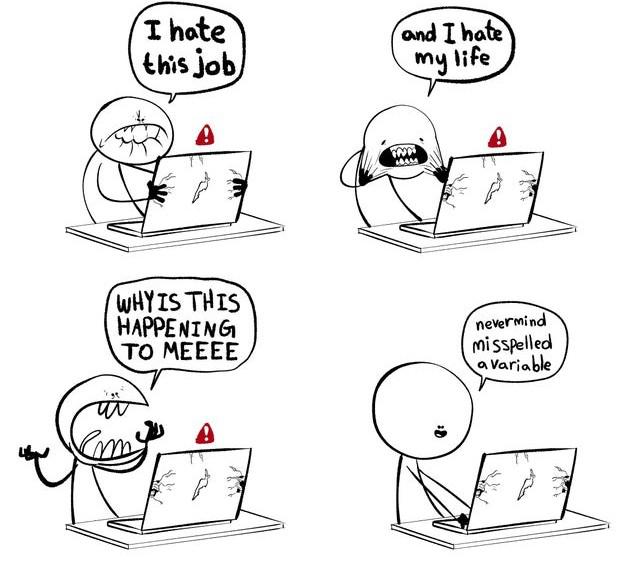 I hate
this job
and I hate
my life
WHY IS THIS
HAPPENING
TO MEEEE
nevermind
misspelled
a variable